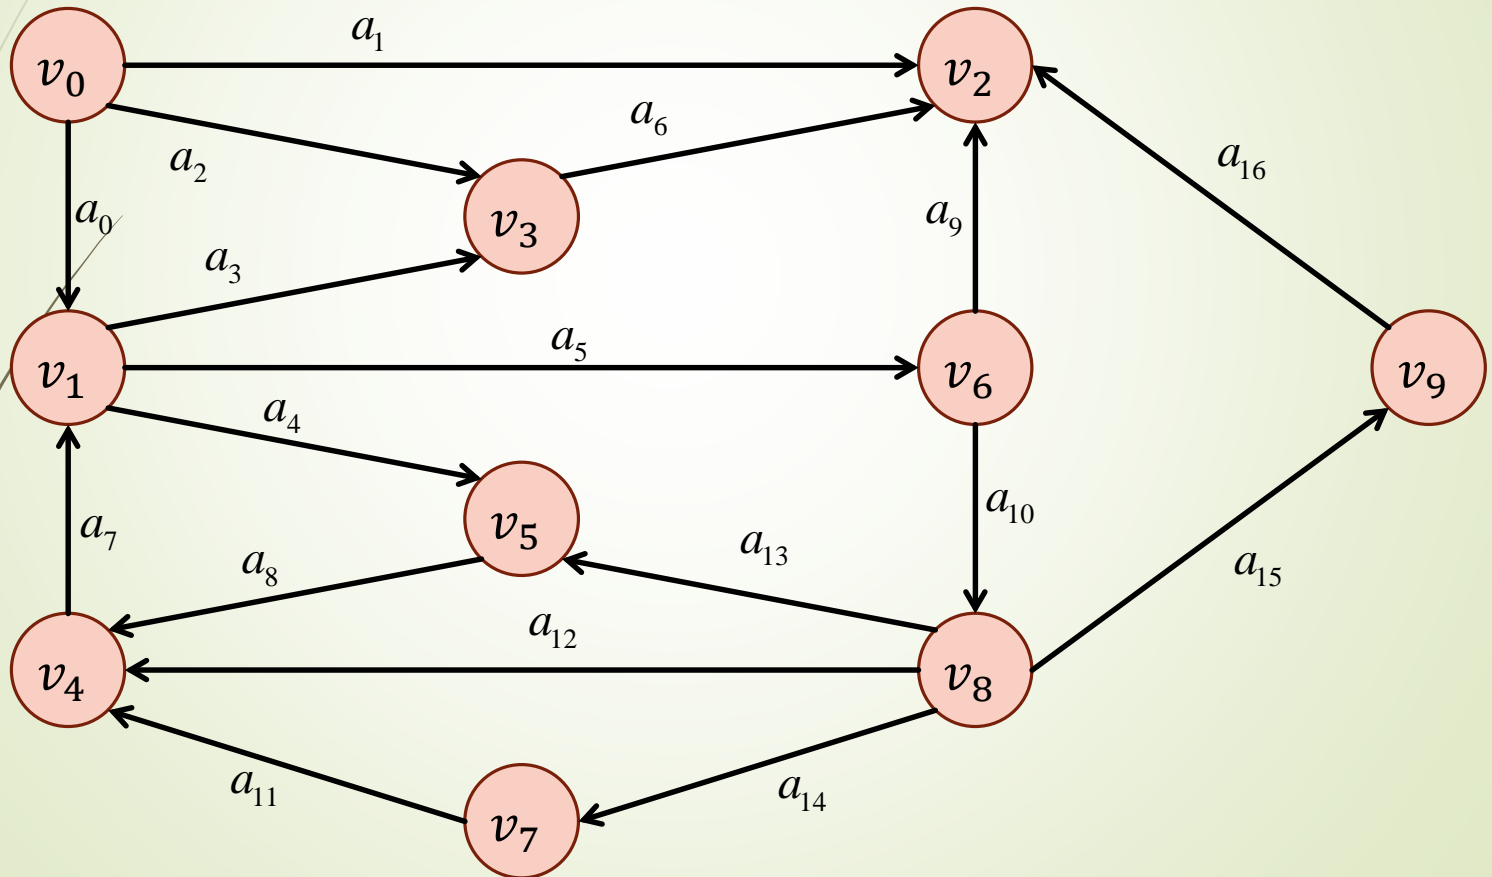 a₁
v₀
v₂
a₆
a₂
a₁₆
a₀
v₃
a₉
a₃
a₅
v₁
v₆
v₉
a₄
a₇
v₅
a₁₀
a₁₃
a₈
a₁₅
a₁₂
v₄
v₈
a₁₁
a₁₄
v₇